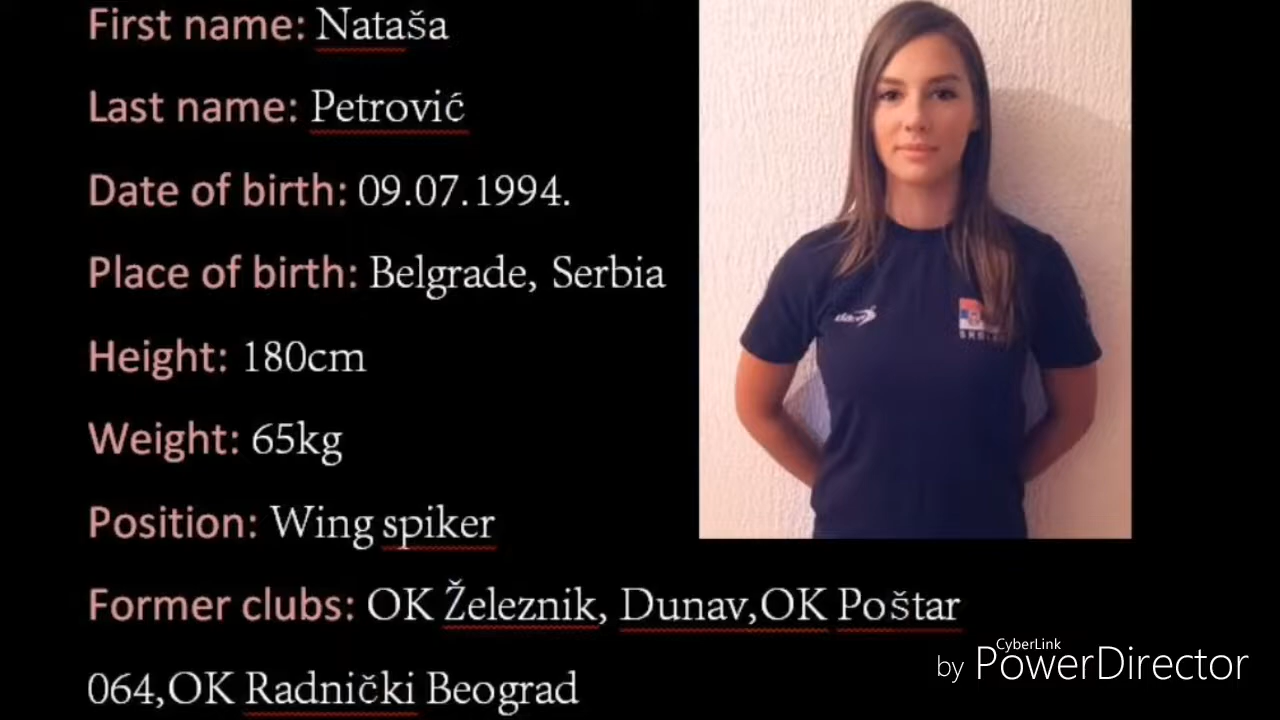 First name: Nataša
Last name: Petrović
Date of birth: 09.07.1994.
Place of birth: Belgrade, Serbia
Height: 180cm
Weight: 65kg
Position: Wing spiker
Former clubs: OK Železnik, Dunav,OK Poštar
064,OK Radnički Beograd
CyberLink
by PowerDirector